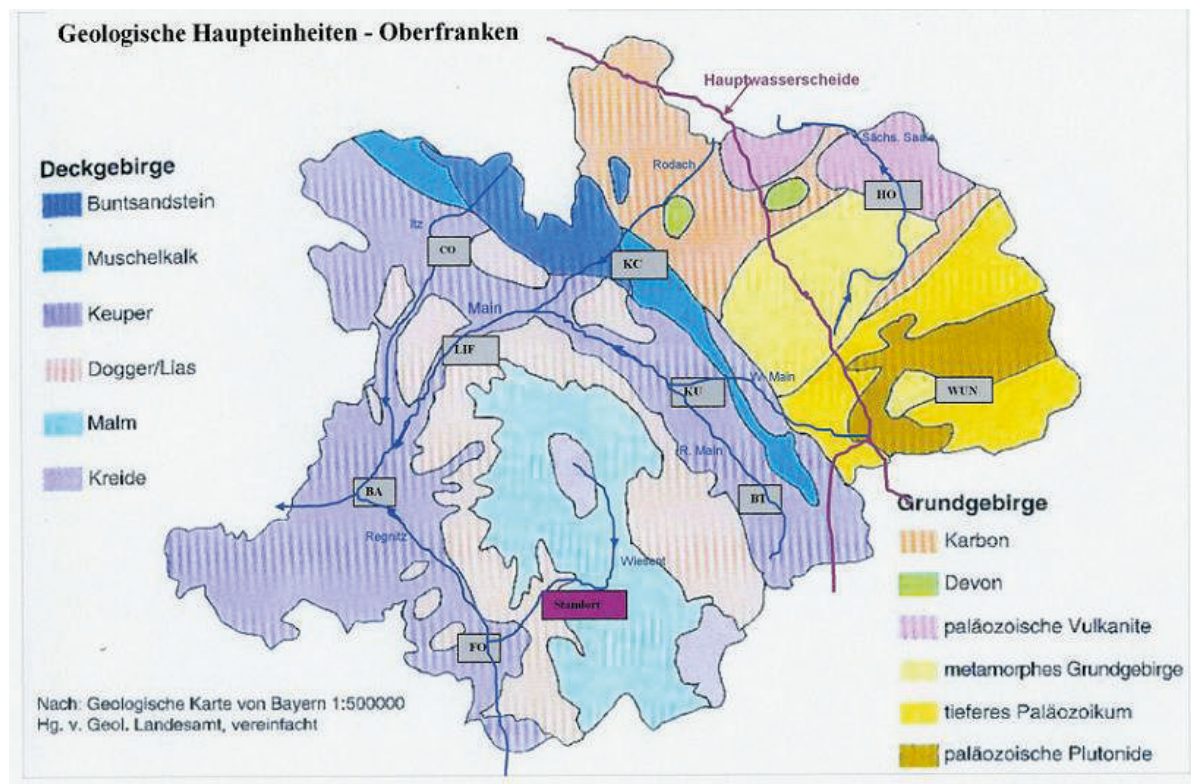 Geologische Haupteinheiten - Oberfranken
Hauptwasserscheide
Deckgebirge
Buntsandstein
Muschelkalk
Keuper
Dogger/Lias
Malm
Kreide
Sächs. Saale
Rodach
HO
Itz
CO
KC
Main
LIF
W. Main
KU
WUN
R. Main
BA
BT
Regnitz
Wiesent
Standort
FO
Grundgebirge
Karbon
Devon
paläozoische Vulkanite
metamorphes Grundgebirge
tieferes Paläozoikum
paläozoische Plutonide
Nach: Geologische Karte von Bayern 1:500000
Hg. v. Geol. Landesamt, vereinfacht